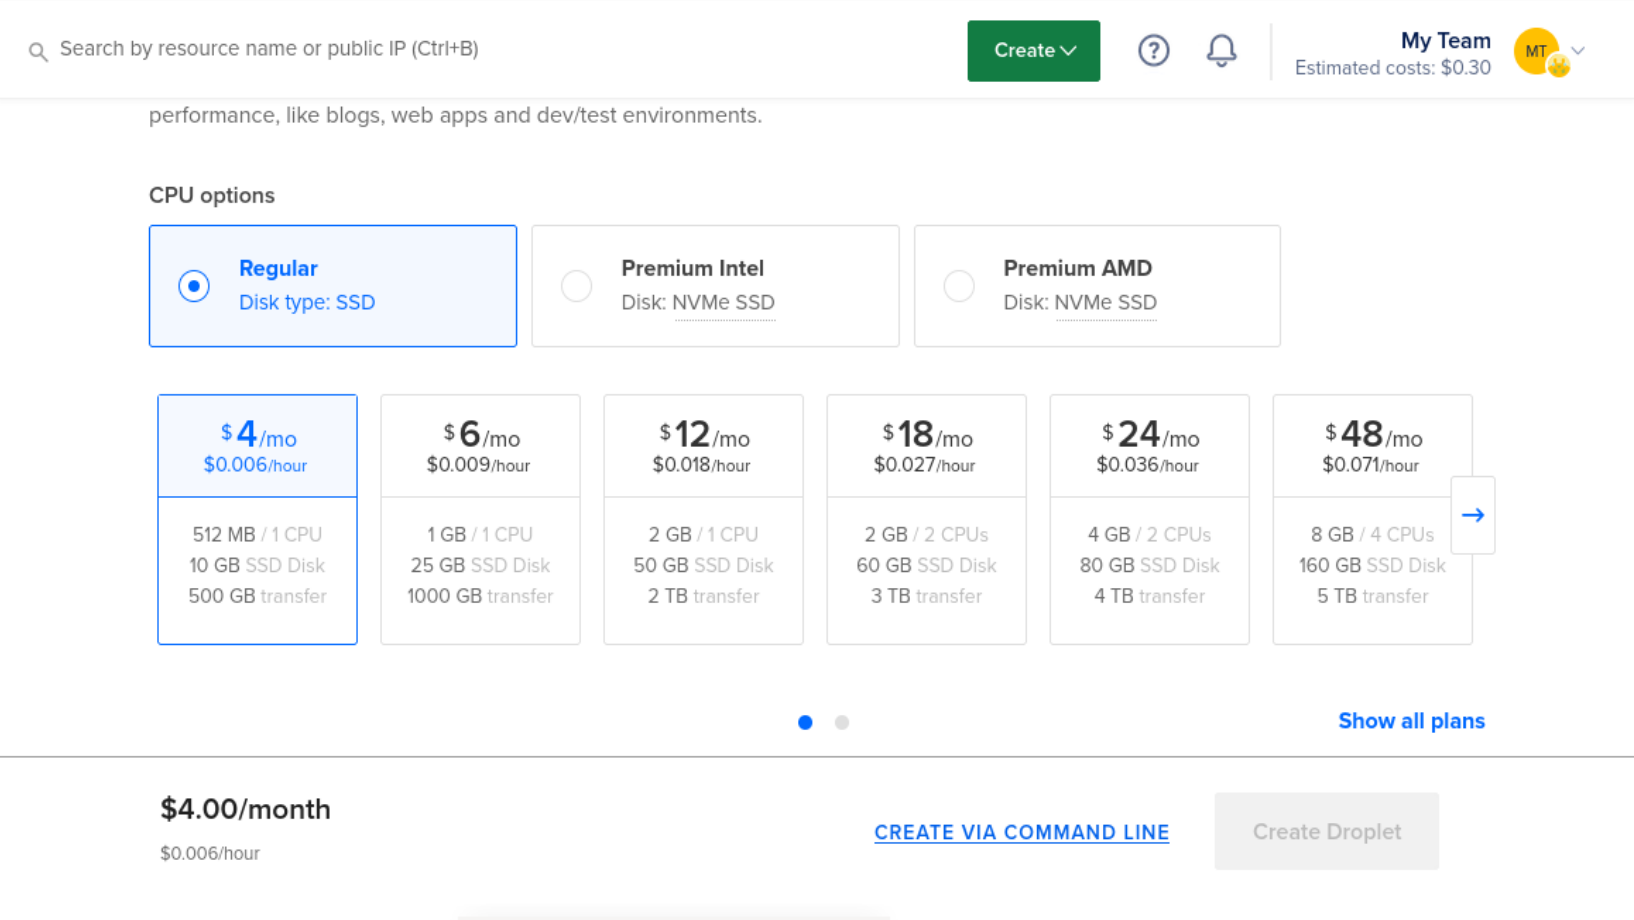 Search by resource name or public IP (Ctrl+B)
Create
My Team
Estimated costs: $0.30
MT
performance, like blogs, web apps and dev/test environments.
CPU options
Regular
Disk type: SSD
Premium Intel
Disk: NVMe SSD
Premium AMD
Disk: NVMe SSD
$4/mo
$0.006/hour
512 MB / 1 CPU
10 GB SSD Disk
500 GB transfer
$6/mo
$0.009/hour
1 GB / 1 CPU
25 GB SSD Disk
1000 GB transfer
$12/mo
$0.018/hour
2 GB / 1 CPU
50 GB SSD Disk
2 TB transfer
$18/mo
$0.027/hour
2 GB / 2 CPUs
60 GB SSD Disk
3 TB transfer
$24/mo
$0.036/hour
4 GB / 2 CPUs
80 GB SSD Disk
4 TB transfer
$48/mo
$0.071/hour
8 GB / 4 CPUs
160 GB SSD Disk
5 TB transfer
Show all plans
$4.00/month
$0.006/hour
CREATE VIA COMMAND LINE
Create Droplet